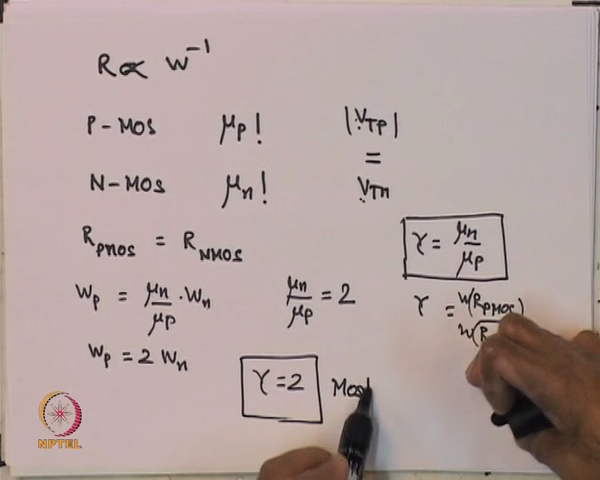 R ∝ W⁻¹
P-MOS μp! |VTP|
=
N-MOS μn! VTn
RPMOS = RNMOS
γ = μn/μp
Wp = μn/μp · Wn μn/μp = 2
γ = W(RPMOS)
W(R
Wp = 2 Wn
γ = 2 Mos
NPTEL